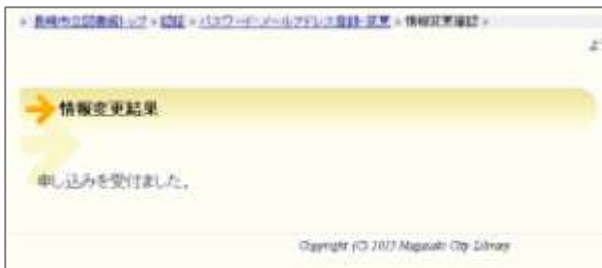 > 長崎市立図書館トップ > 認証 > パスワード・メールアドレス登録・変更 > 情報変更確認 >
よ
情報変更結果
申し込みを受付ました。
Copyright (C) Nagasaki City Library